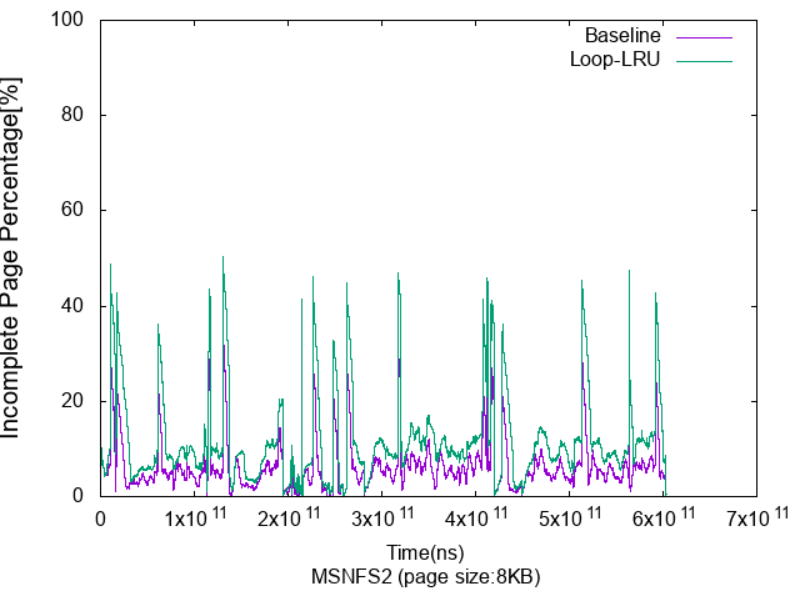 Incomplete Page Percentage[%]
100
80
60
40
20
0
Baseline
Loop-LRU
0 1x10^11 2x10^11 3x10^11 4x10^11 5x10^11 6x10^11 7x10^11
Time(ns)
MSNFS2 (page size:8KB)